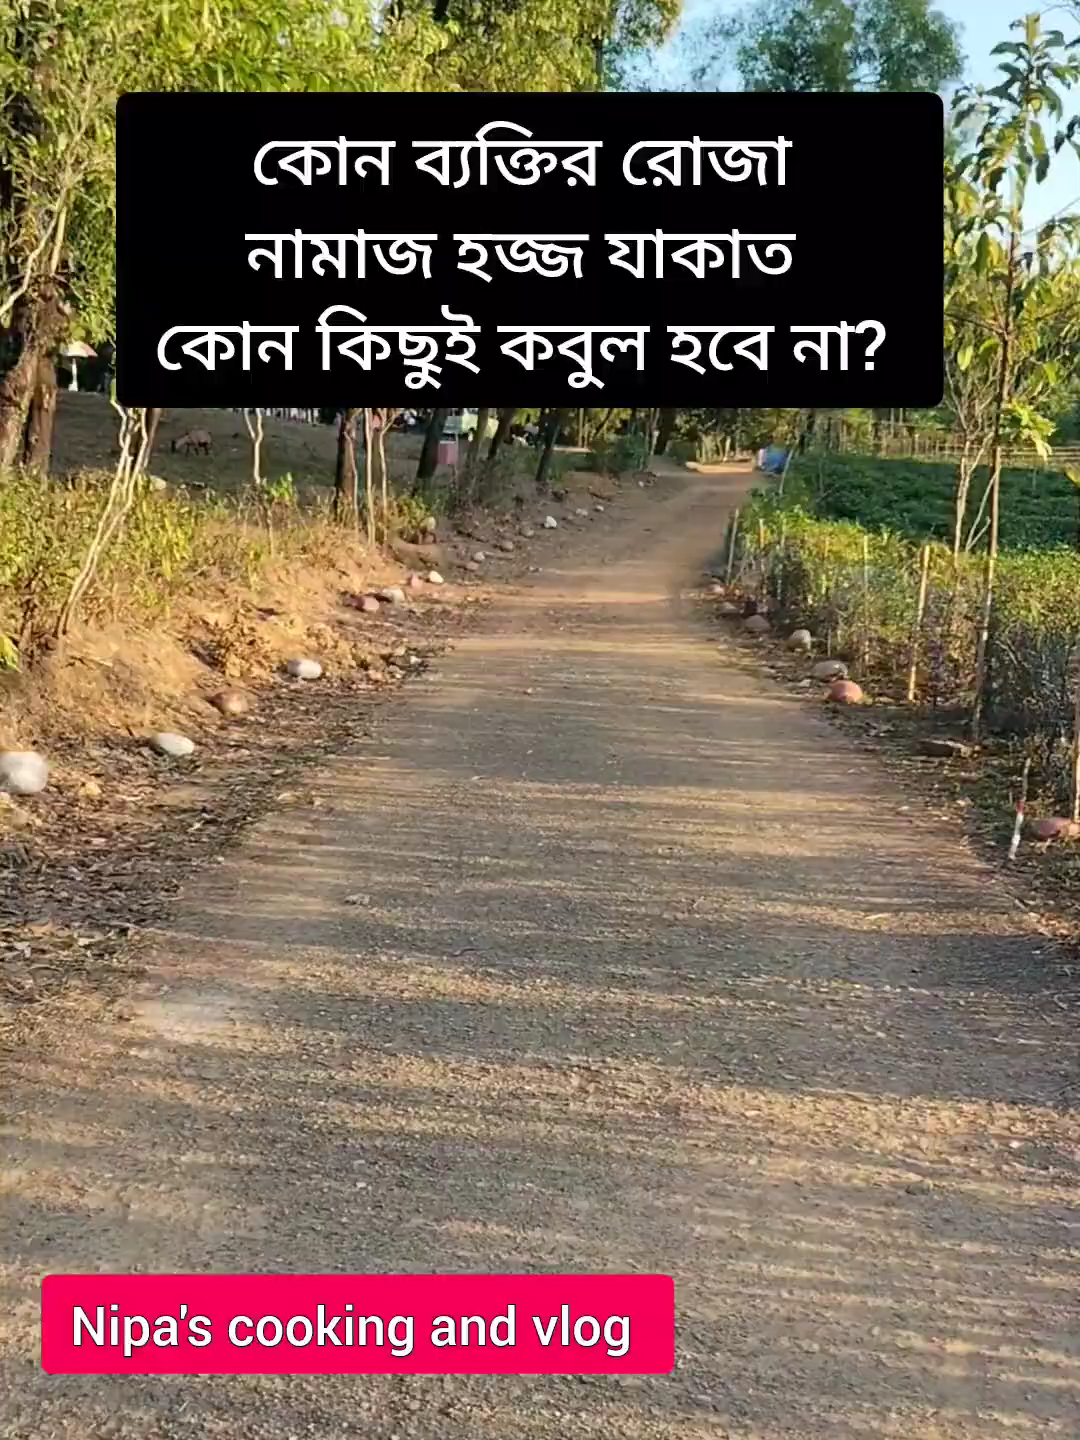 কোন ব্যক্তির রোজা
নামাজ হজ্জ যাকাত
কোন কিছুই কবুল হবে না?
Nipa's cooking and vlog